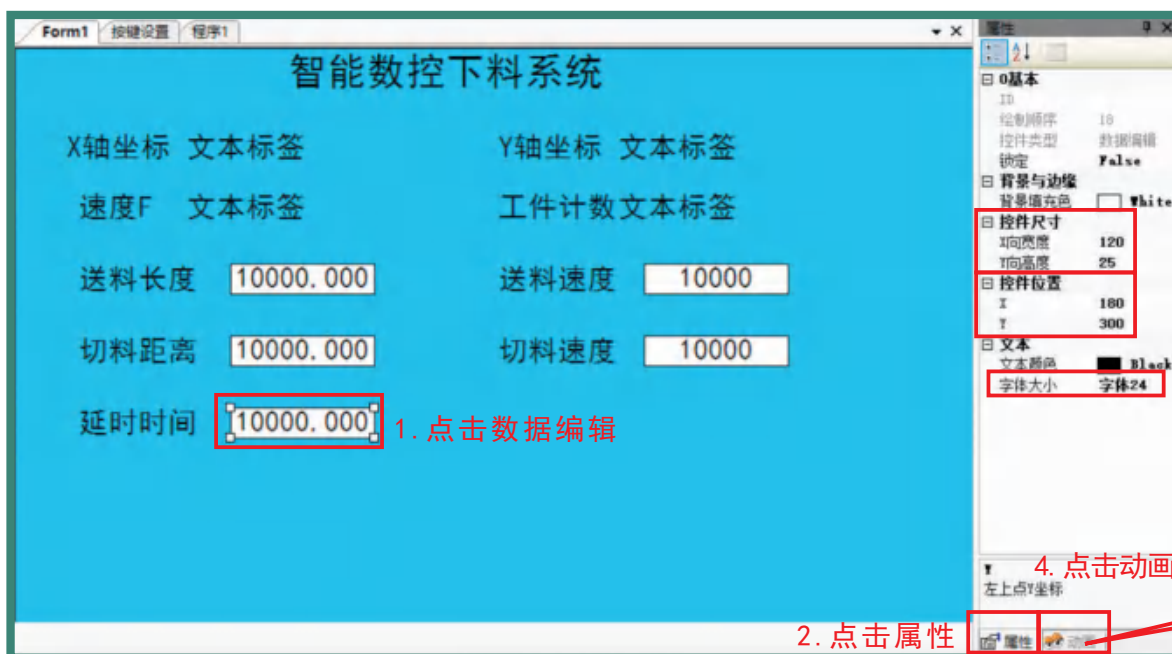 Form1 按键设置 程序1 属性
智能数控下料系统
X轴坐标 文本标签 Y轴坐标 文本标签
速度F 文本标签 工件计数文本标签
送料长度 10000.000 送料速度 10000
切料距离 10000.000 切料速度 10000
延时时间 10000.000 1.点击数据编辑
0基本
ID
绘制顺序 18
控件类型 数据编辑
锁定 False
背景与边缘
背景填充色 White
控件尺寸
X向宽度 120
Y向高度 25
控件位置
X 180
Y 300
文本
文本颜色 Black
字体大小 字体24
4.点击动画
Y
左上点Y坐标
2.点击属性 属性 动画